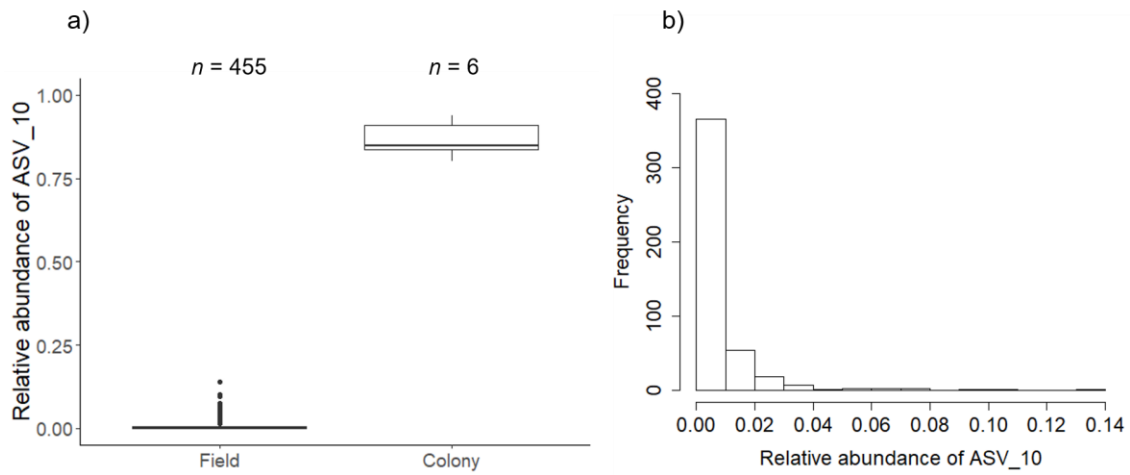 a)
n = 455
n = 6
Relative abundance of ASV_10
1.00
0.75
0.50
0.25
0.00
Field
Colony
b)
Frequency
400
300
200
100
0
0.00
0.02
0.04
0.06
0.08
0.10
0.12
0.14
Relative abundance of ASV_10